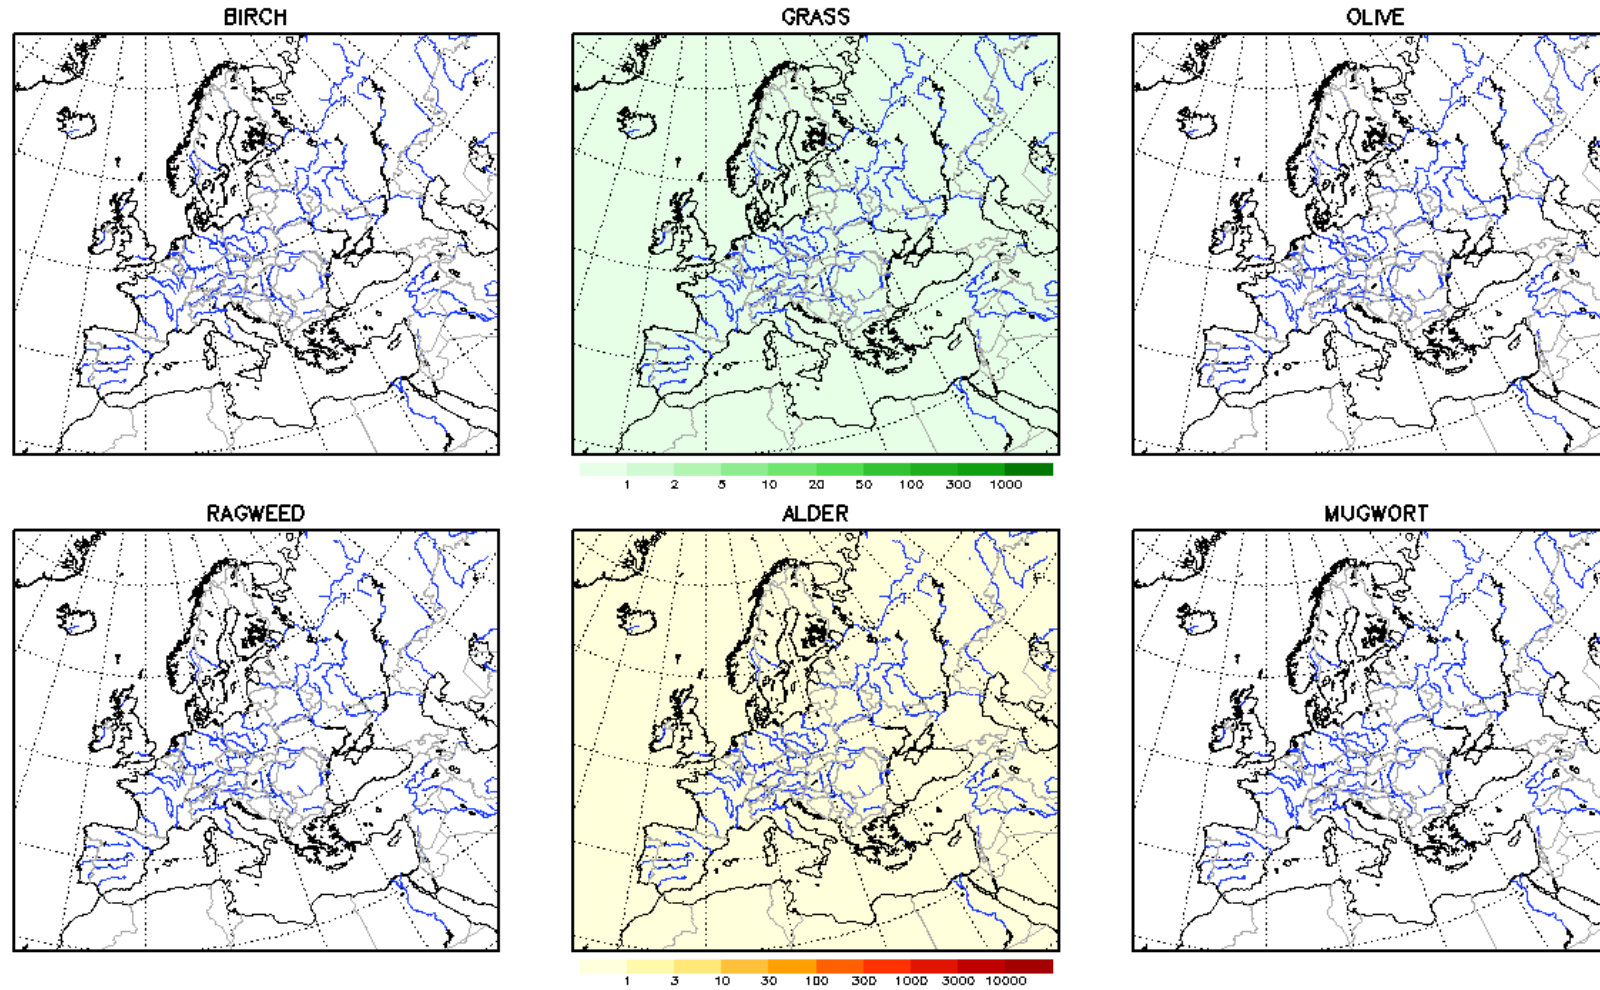 BIRCH GRASS OLIVE
1 2 5 10 20 50 100 300 1000
RAGWEED ALDER MUGWORT
1 3 10 30 100 300 1000 3000 10000